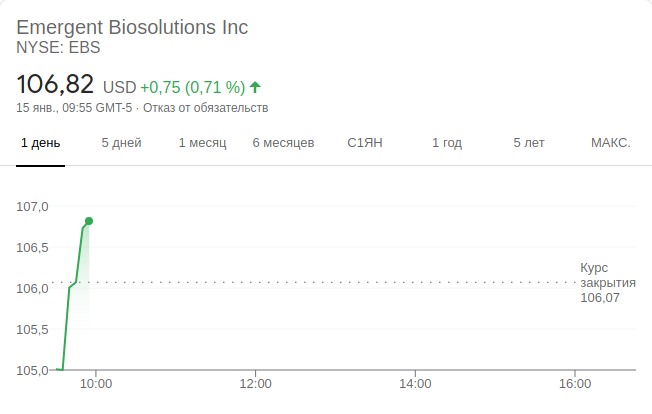 Emergent Biosolutions Inc
NYSE: EBS
106,82 USD +0,75 (0,71 %)
15 янв., 09:55 GMT-5 · Отказ от обязательств
1 день 5 дней 1 месяц 6 месяцев С1ЯН 1 год 5 лет МАКС.
107,0
106,5
Курс
закрытия
106,0
106,07
105,5
105,0
10:00 12:00 14:00 16:00